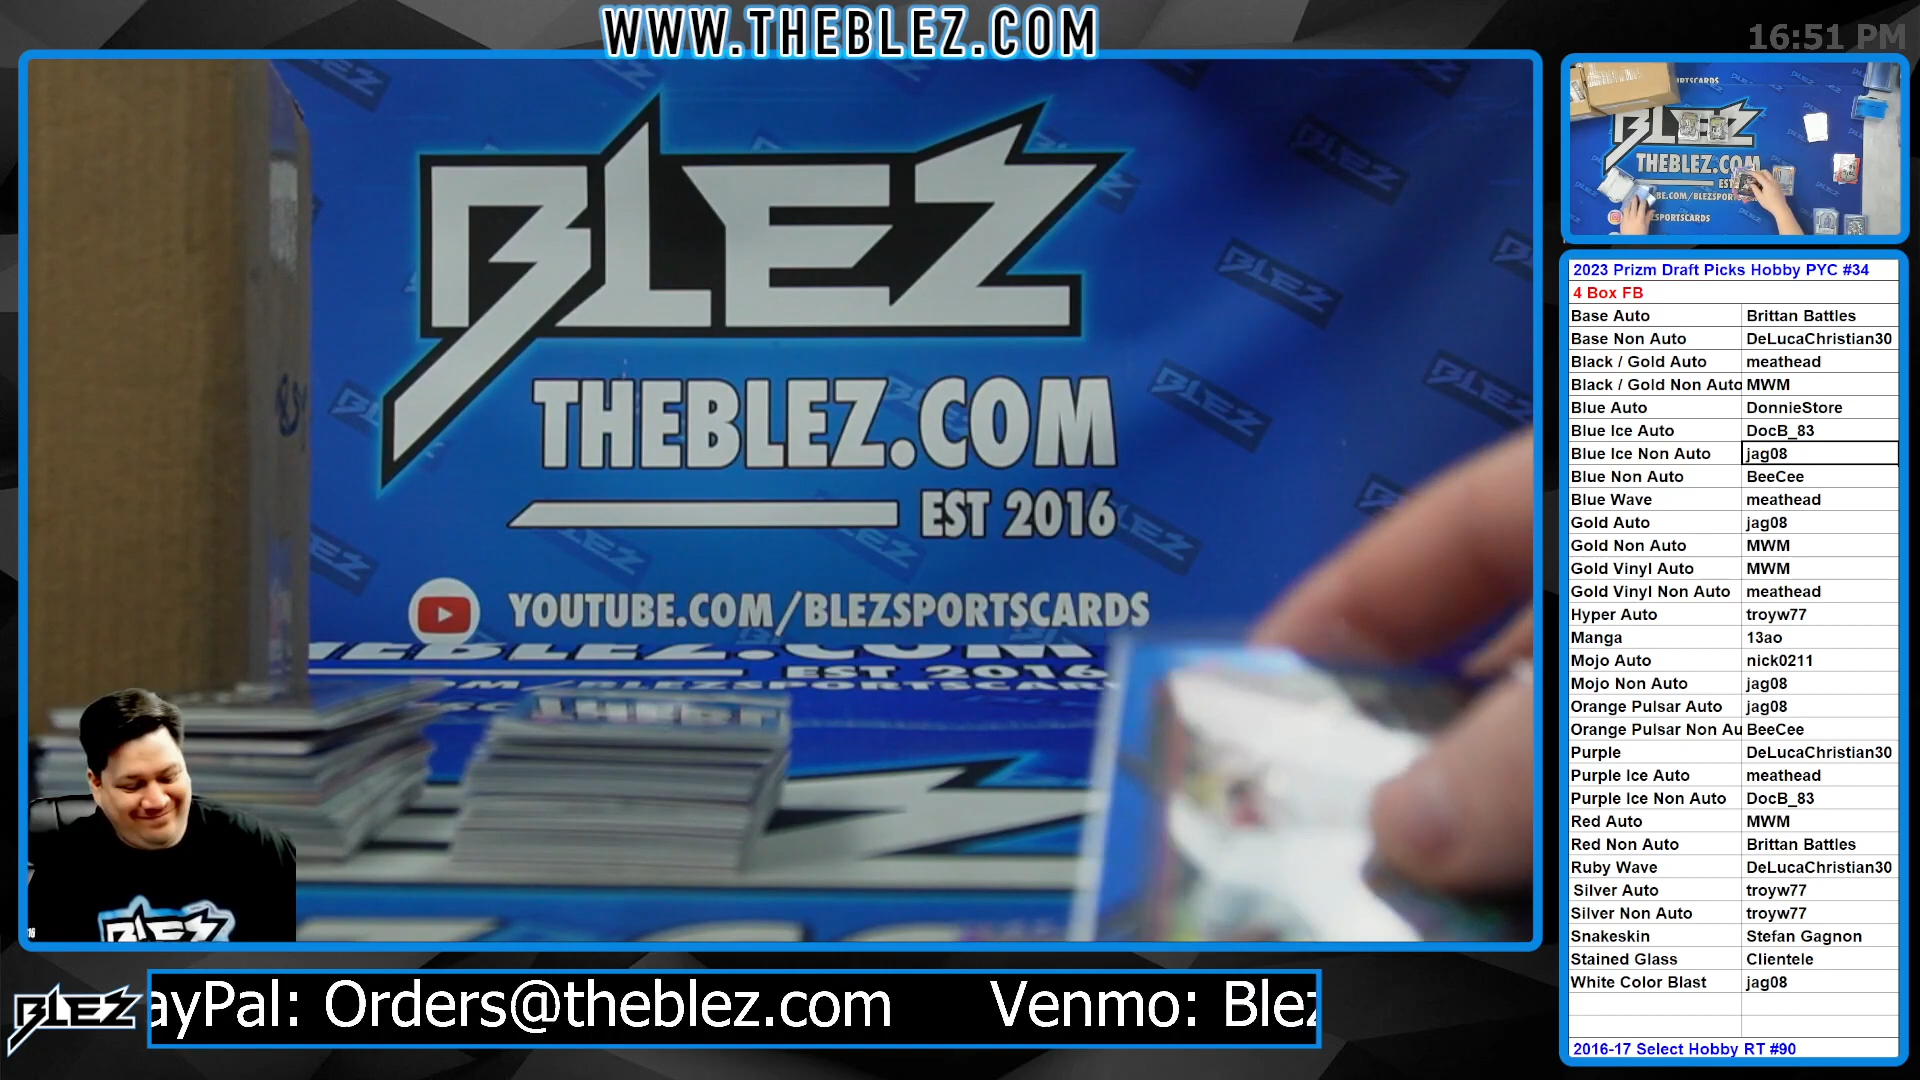 WWW.THEBLEZ.COM
16:51 PM
BLEZ
THEBLEZ.COM
EST 2016
YOUTUBE.COM/BLEZSPORTSCARDS
THEBLEZ.COM
EST 2016
BLEZ
THEBLEZ.COM
2023 Prizm Draft Picks Hobby PYC #34
4 Box FB
Base Auto Brittan Battles
Base Non Auto DeLucaChristian30
Black / Gold Auto meathead
Black / Gold Non Auto MWM
Blue Auto DonnieStore
Blue Ice Auto DocB_83
Blue Ice Non Auto jag08
Blue Non Auto BeeCee
Blue Wave meathead
Gold Auto jag08
Gold Non Auto MWM
Gold Vinyl Auto MWM
Gold Vinyl Non Auto meathead
Hyper Auto troyw77
Manga 13ao
Mojo Auto nick0211
Mojo Non Auto jag08
Orange Pulsar Auto jag08
Orange Pulsar Non Au BeeCee
Purple DeLucaChristian30
Purple Ice Auto meathead
Purple Ice Non Auto DocB_83
Red Auto MWM
Red Non Auto Brittan Battles
Ruby Wave DeLucaChristian30
Silver Auto troyw77
Silver Non Auto troyw77
Snakeskin Stefan Gagnon
Stained Glass Clientele
White Color Blast jag08
2016-17 Select Hobby RT #90
BLEZ
BLEZ
ayPal: Orders@theblez.com Venmo: Blez